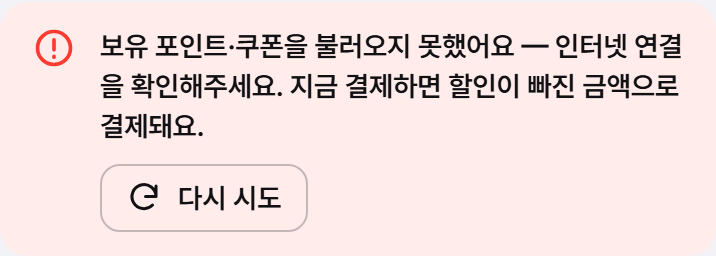 보유 포인트·쿠폰을 불러오지 못했어요 — 인터넷 연결
을 확인해주세요. 지금 결제하면 할인이 빠진 금액으로
결제돼요.
다시 시도